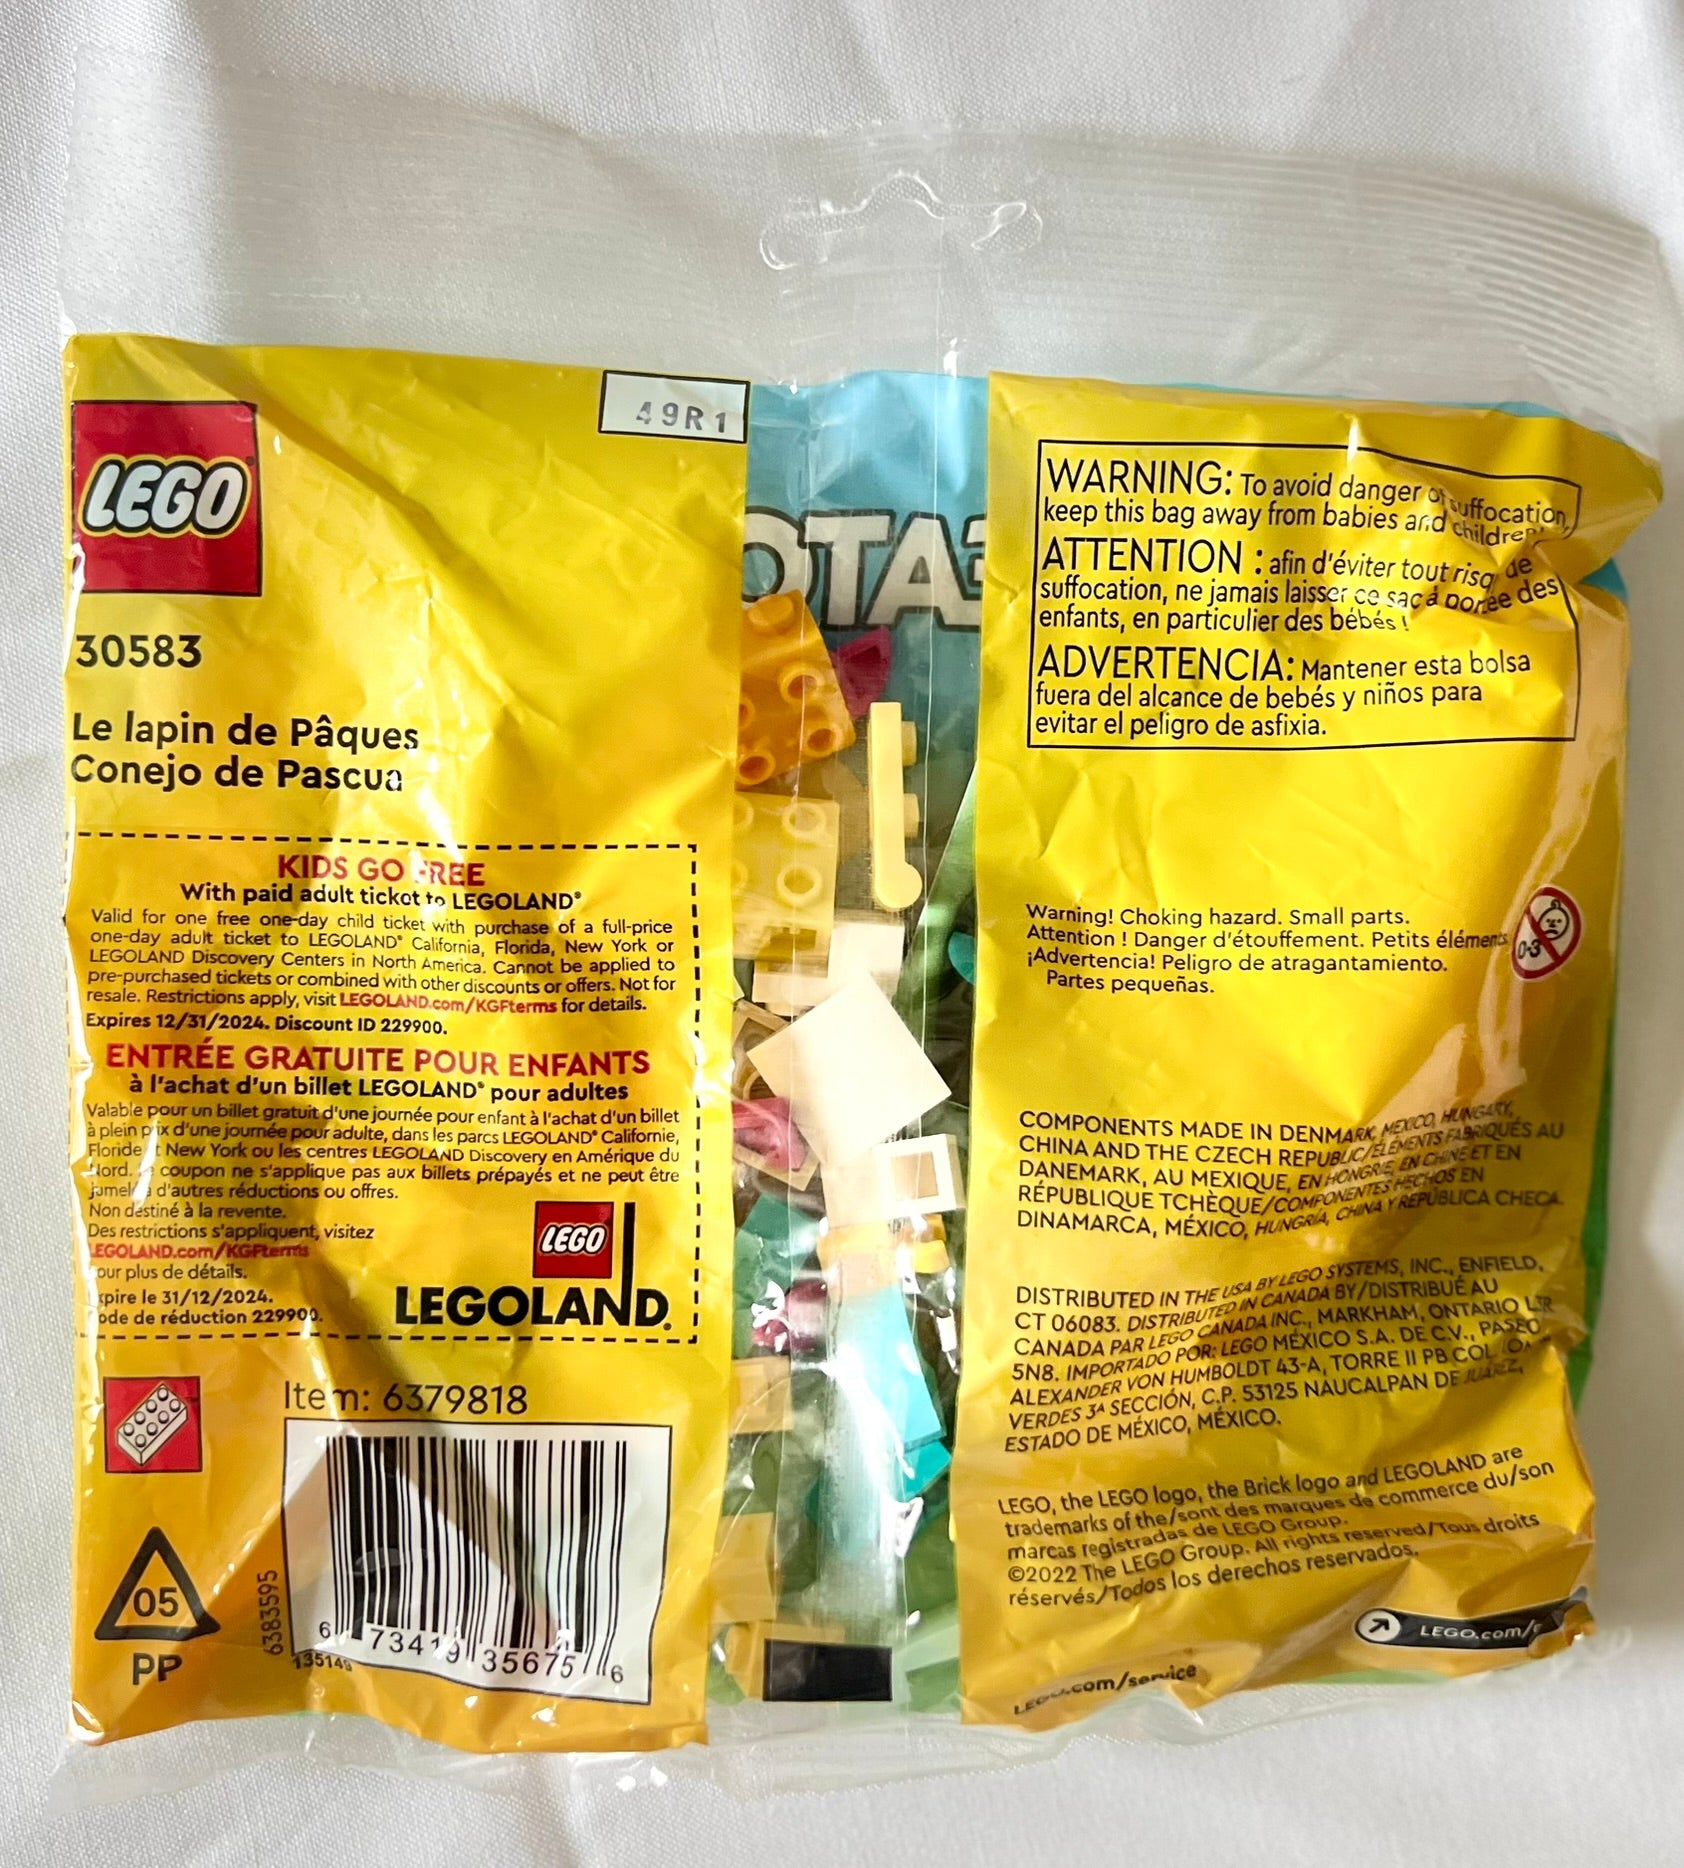 49R1
LEGO
30583
Le lapin de Pâques
Conejo de Pascua
KIDS GO FREE
With paid adult ticket to LEGOLAND®
Valid for one free one-day child ticket with purchase of a full-price
one-day adult ticket to LEGOLAND® California, Florida, New York or
LEGOLAND Discovery Centers in North America. Cannot be applied to
pre-purchased tickets or combined with other discounts or offers. Not for
resale. Restrictions apply, visit LEGOLAND.com/KGFterms for details.
Expires 12/31/2024. Discount ID 229900.
ENTRÉE GRATUITE POUR ENFANTS
à l'achat d'un billet LEGOLAND® pour adultes
Valable pour un billet gratuit d'une journée pour enfant à l'achat d'un billet
à plein prix d'une journée pour adulte, dans les parcs LEGOLAND® Californie,
Floride et New York ou les centres LEGOLAND Discovery en Amérique du
Nord. Le coupon ne s'applique pas aux billets prépayés et ne peut être
jumelé à d'autres réductions ou offres.
Non destiné à la revente.
Des restrictions s'appliquent, visitez
LEGOLAND.com/KGFterms
pour plus de détails.
Expire le 31/12/2024.
Code de réduction 229900.
LEGO
LEGOLAND®
Item: 6379818
05
PP
6383595
6 73419 35675 6
135149
WARNING: To avoid danger of suffocation,
keep this bag away from babies and children!
ATTENTION : afin d'éviter tout risq de
suffocation, ne jamais laisser ce sac à portée des
enfants, en particulier des bébés !
ADVERTENCIA: Mantener esta bolsa
fuera del alcance de bebés y niños para
evitar el peligro de asfixia.
Warning! Choking hazard. Small parts.
Attention ! Danger d'étouffement. Petits éléments.
¡Advertencia! Peligro de atragantamiento.
Partes pequeñas.
0-3
COMPONENTS MADE IN DENMARK, MEXICO, HUNGARY,
CHINA AND THE CZECH REPUBLIC/ÉLÉMENTS FABRIQUÉS AU
DANEMARK, AU MEXIQUE, EN HONGRIE, EN CHINE ET EN
RÉPUBLIQUE TCHÈQUE/COMPONENTES HECHOS EN
DINAMARCA, MÉXICO, HUNGRÍA, CHINA Y REPÚBLICA CHECA.
DISTRIBUTED IN THE USA BY LEGO SYSTEMS, INC., ENFIELD,
CT 06083. DISTRIBUTED IN CANADA BY/DISTRIBUÉ AU
CANADA PAR LEGO CANADA INC., MARKHAM, ONTARIO L3R
5N8. IMPORTADO POR: LEGO MÉXICO S.A. DE C.V., PASEO
ALEXANDER VON HUMBOLDT 43-A, TORRE II PB COL LOMAS
VERDES 3ª SECCIÓN, C.P. 53125 NAUCALPAN DE JUÁREZ,
ESTADO DE MÉXICO, MÉXICO.
LEGO, the LEGO logo, the Brick logo and LEGOLAND are
trademarks of the/sont des marques de commerce du/son
marcas registradas de LEGO Group.
©2022 The LEGO Group. All rights reserved/Tous droits
réservés/Todos los derechos reservados.
LEGO.com/service
LEGO.com/